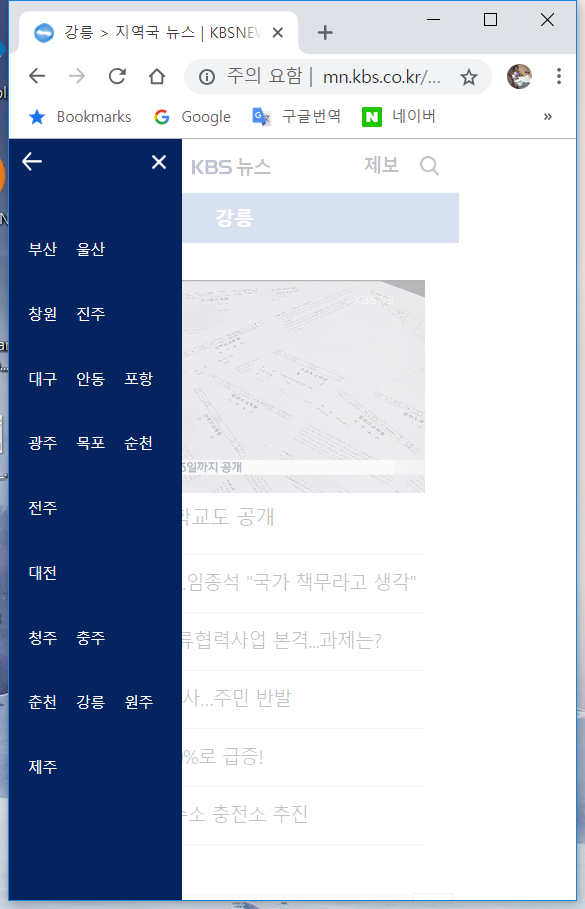 강릉 > 지역국 뉴스 | KBSNEW
주의 요함 | mn.kbs.co.kr/...
Bookmarks Google 구글번역 네이버 »
KBS 뉴스 제보
강릉
부산 울산
창원 진주
대구 안동 포항
5일까지 공개
광주 목포 순천
전주
학교도 공개
대전
..임종석 "국가 책무라고 생각"
청주 충주
류협력사업 본격...과제는?
춘천 강릉 원주
사...주민 반발
제주
%로 급증!
수소 충전소 추진